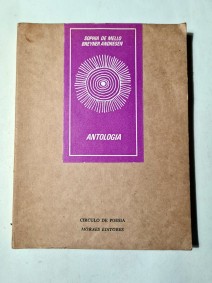 SOPHIA DE MELLO
BREYNER ANDRESEN
ANTOLOGIA
CÍRCULO DE POESIA
MORAES EDITORES